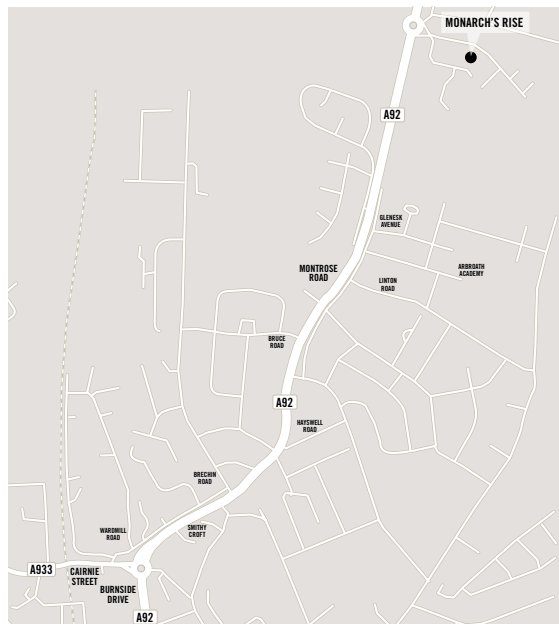 MONARCH'S RISE
A92
GLENESK
AVENUE
MONTROSE
ROAD
ARBROATH
ACADEMY
LINTON
ROAD
BRUCE
ROAD
A92
HAYSWELL
ROAD
BRECHIN
ROAD
WARDMILL
ROAD
SMITHY
CROFT
A933
CAIRNIE
STREET
BURNSIDE
DRIVE
A92